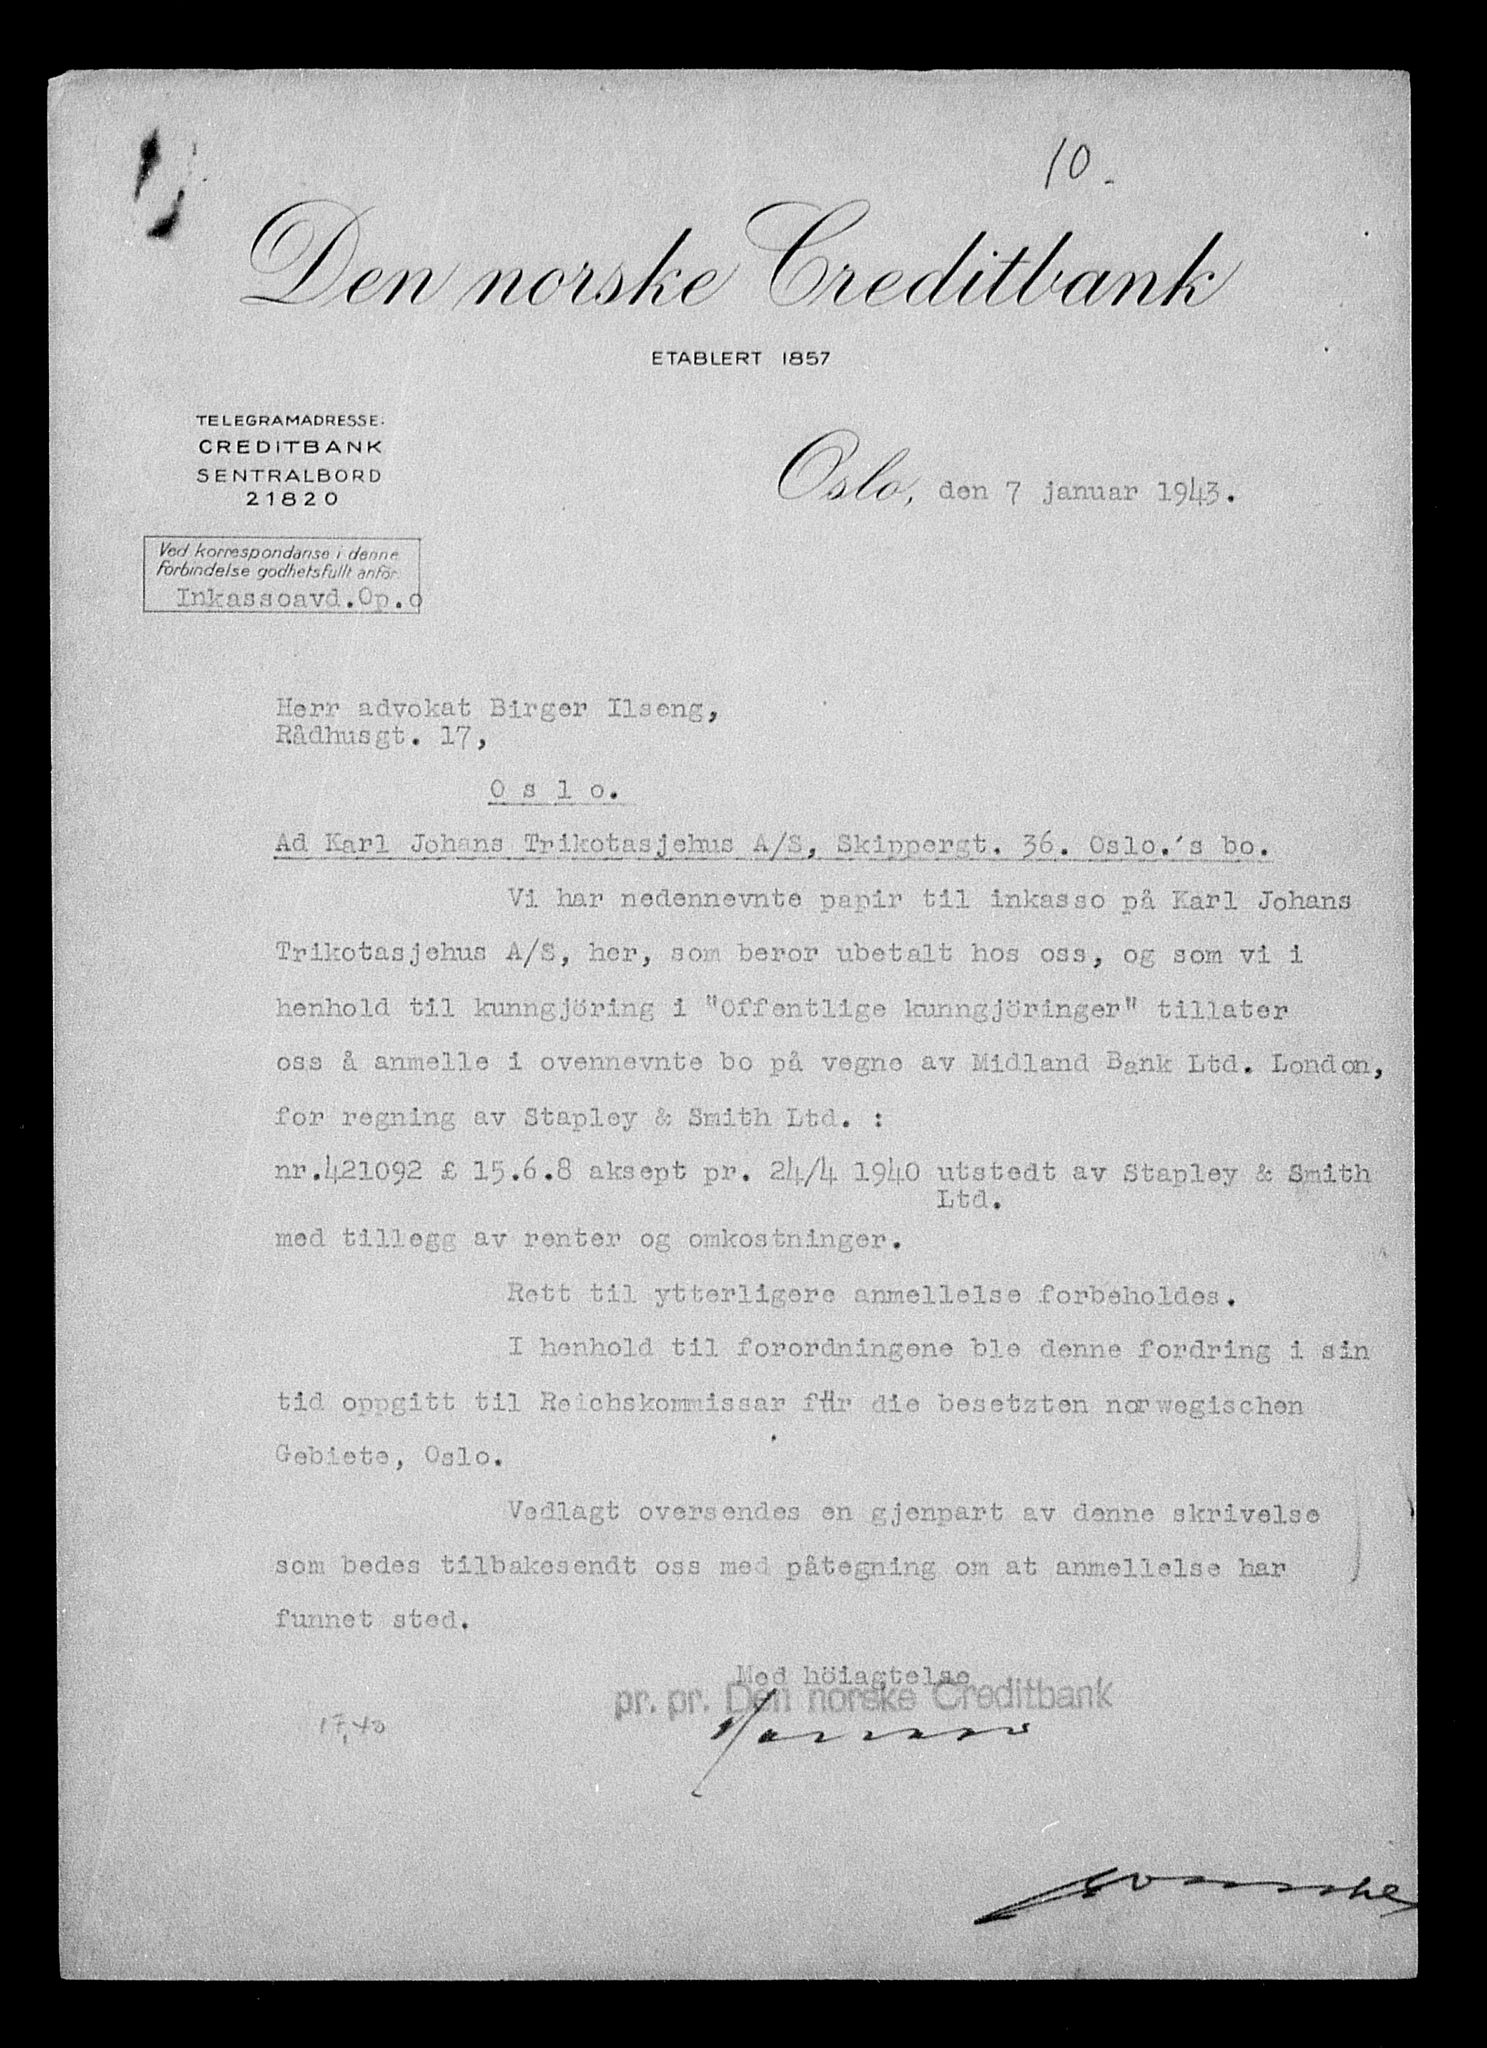 10.
Den norske Creditbank
ETABLERT 1857
TELEGRAMADRESSE:
CREDITBANK
SENTRALBORD
21820
Oslo, den 7 januar 1943.
Ved korrespondanse i denne
forbindelse godhetsfullt anför
Inkassoavd.Op.o
Herr advokat Birger Ilseng,
Rådhusgt. 17,
O s l o.
Ad Karl Johans Trikotasjehus A/S, Skippergt. 36. Oslo.'s bo.
Vi har nedennevnte papir til inkasso på Karl Johans
Trikotasjehus A/S, her, som beror ubetalt hos oss, og som vi i
henhold til kunngjöring i "Offentlige kunngjöringer" tillater
oss å anmelle i ovennevnte bo på vegne av Midland Bank Ltd. London,
for regning av Stapley & Smith Ltd. :
nr.421092 £ 15.6.8 aksept pr. 24/4 1940 utstedt av Stapley & Smith
Ltd.
med tillegg av renter og omkostninger.
Rett til ytterligere anmellelse forbeholdes.
I henhold til forordningene ble denne fordring i sin
tid oppgitt til Reichskommissar für die besetzten norwegischen
Gebiete, Oslo.
Vedlagt oversendes en gjenpart av denne skrivelse
som bedes tilbakesendt oss med påtegning om at anmellelse har
funnet sted.
Med höiagtelse
pr. pr. Den norske Creditbank
17,40